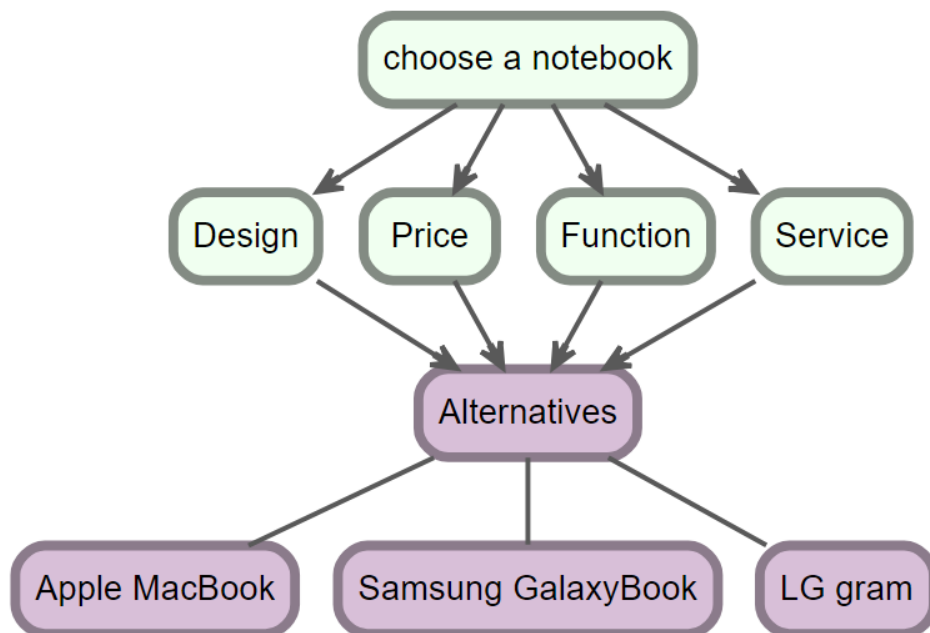 choose a notebook
Design
Price
Function
Service
Alternatives
Apple MacBook
Samsung GalaxyBook
LG gram